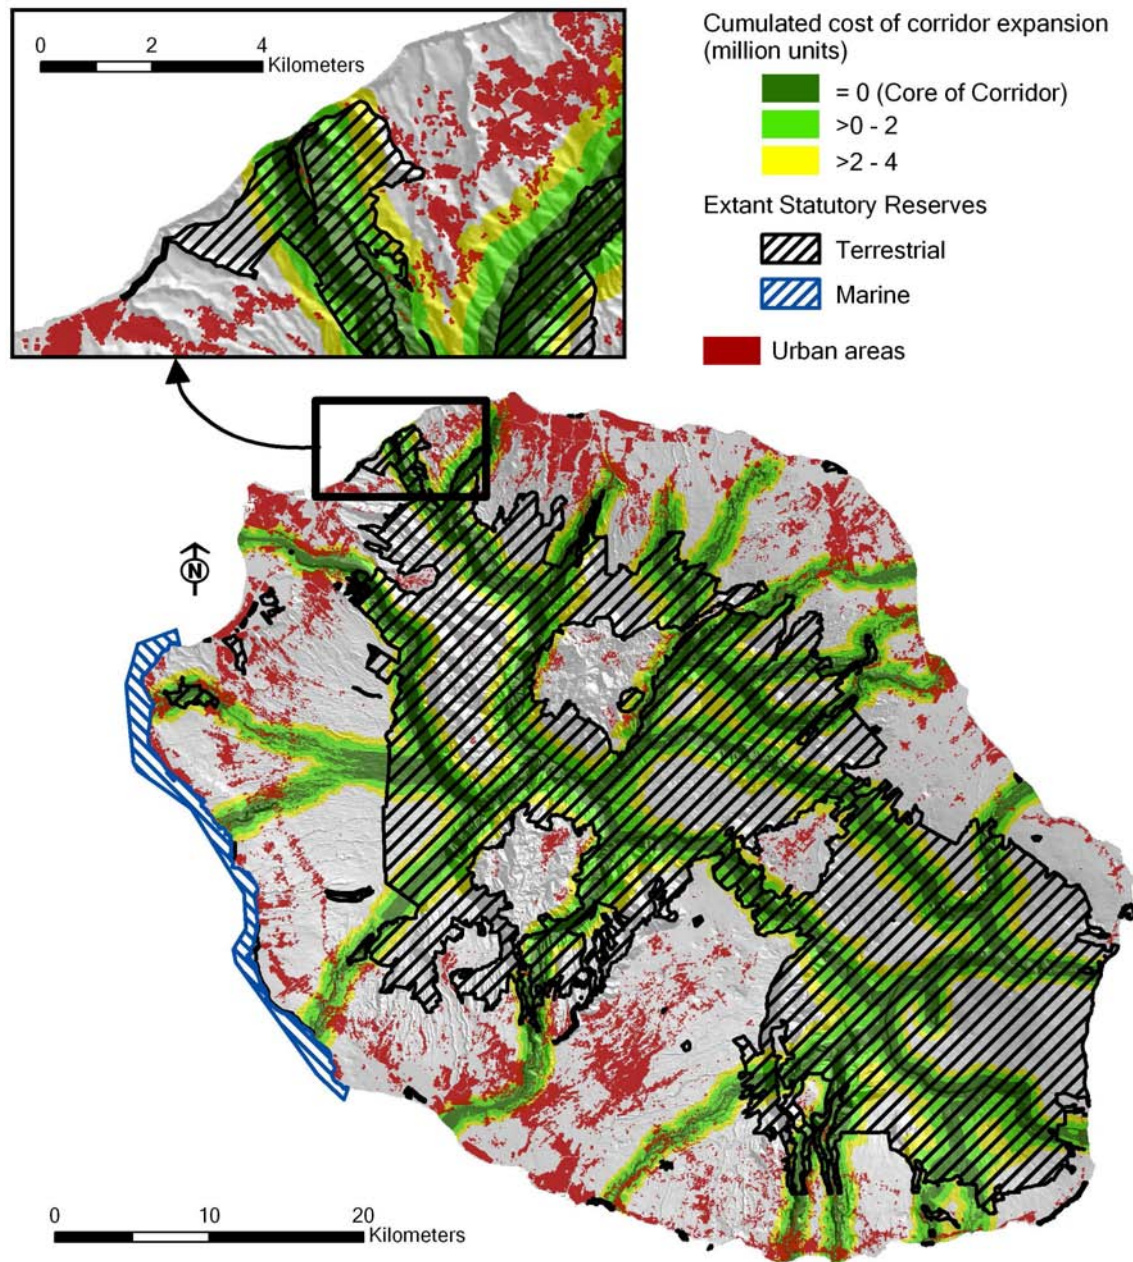 0 2 4
Kilometers
Cumulated cost of corridor expansion
(million units)
= 0 (Core of Corridor)
>0 - 2
>2 - 4
Extant Statutory Reserves
Terrestrial
Marine
Urban areas
N
0 10 20
Kilometers